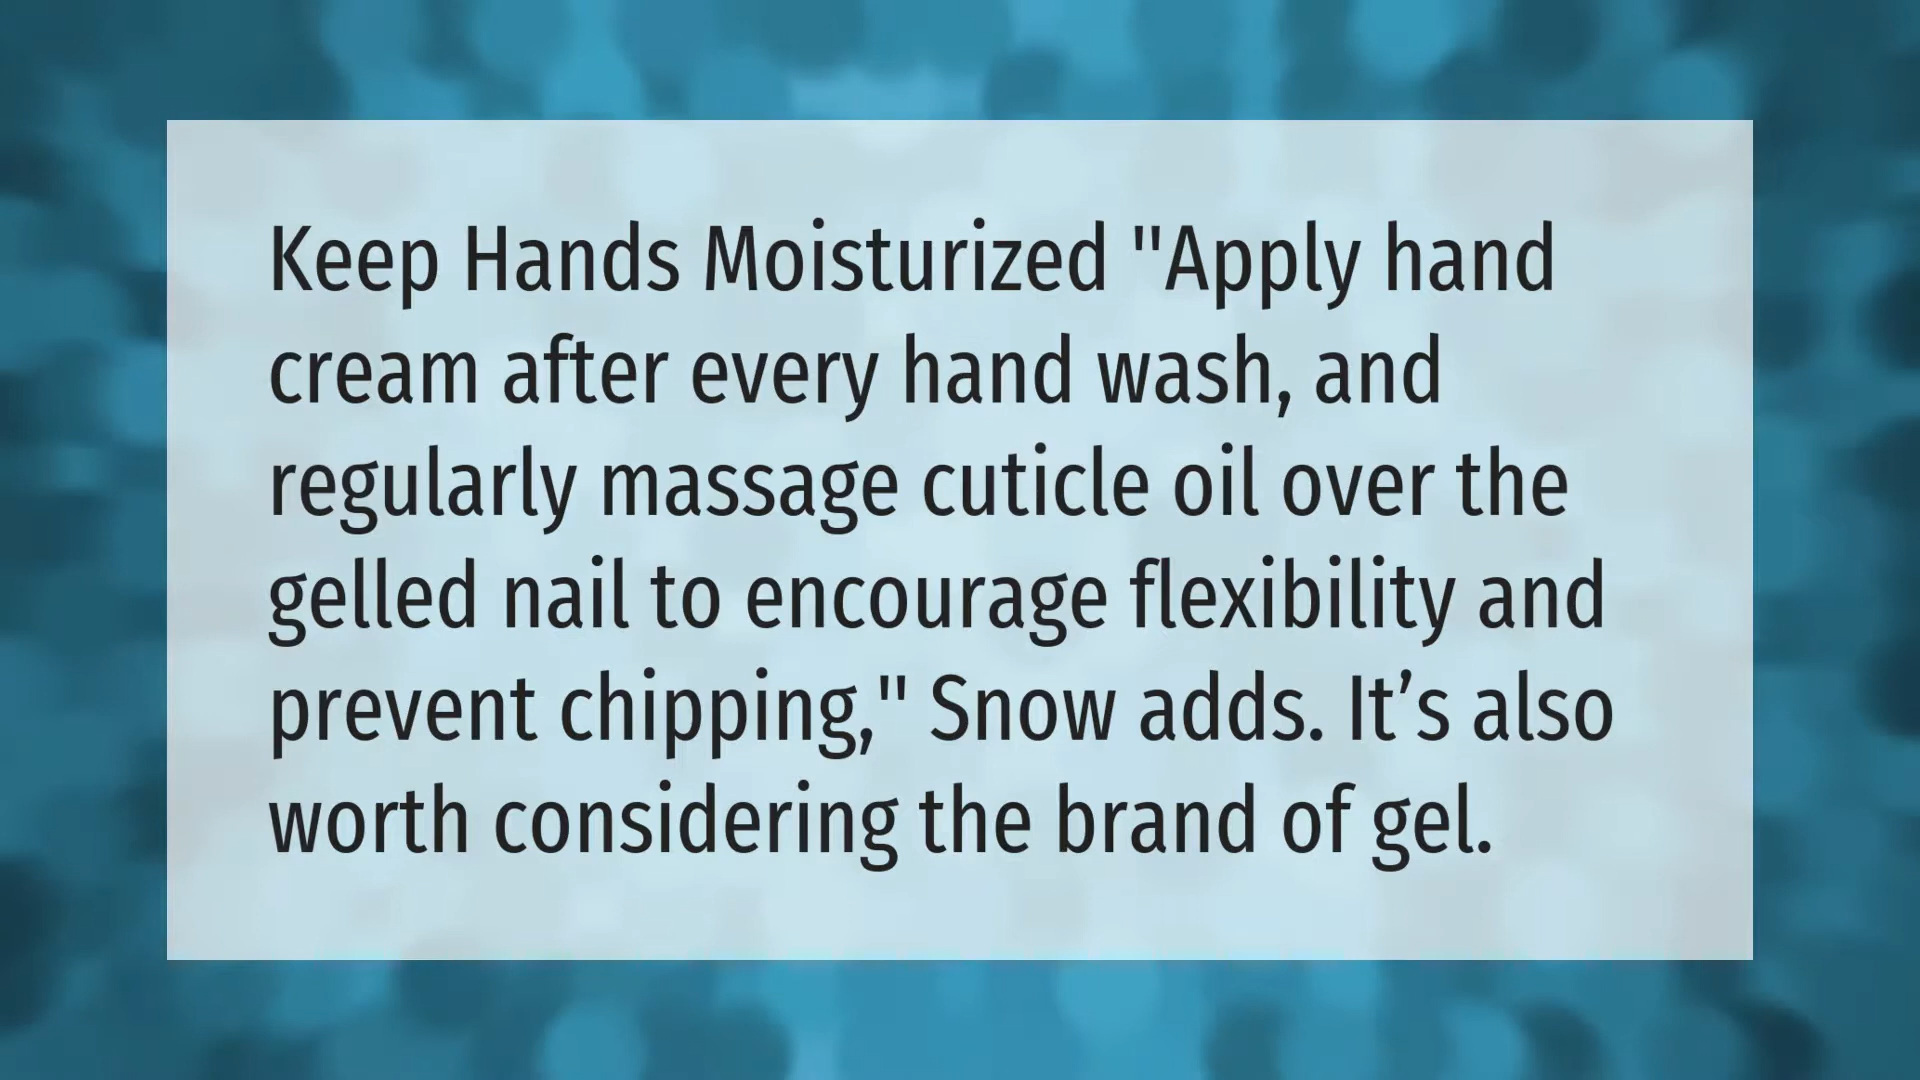 Keep Hands Moisturized "Apply hand
cream after every hand wash, and
regularly massage cuticle oil over the
gelled nail to encourage flexibility and
prevent chipping," Snow adds. It’s also
worth considering the brand of gel.